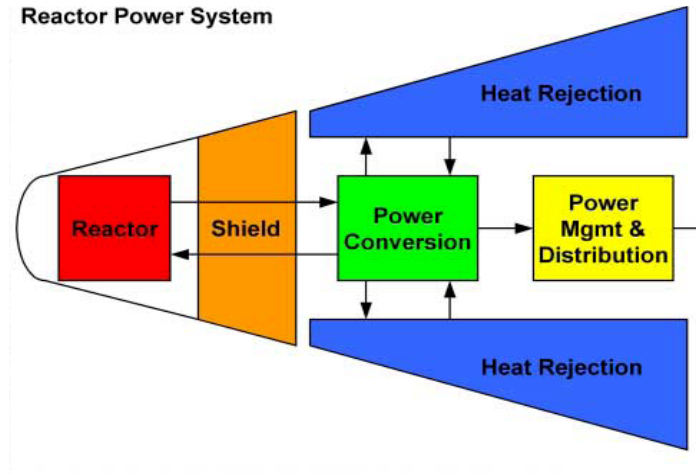 Reactor Power System
Heat Rejection
Reactor
Shield
Power
Conversion
Power
Mgmt &
Distribution
Heat Rejection